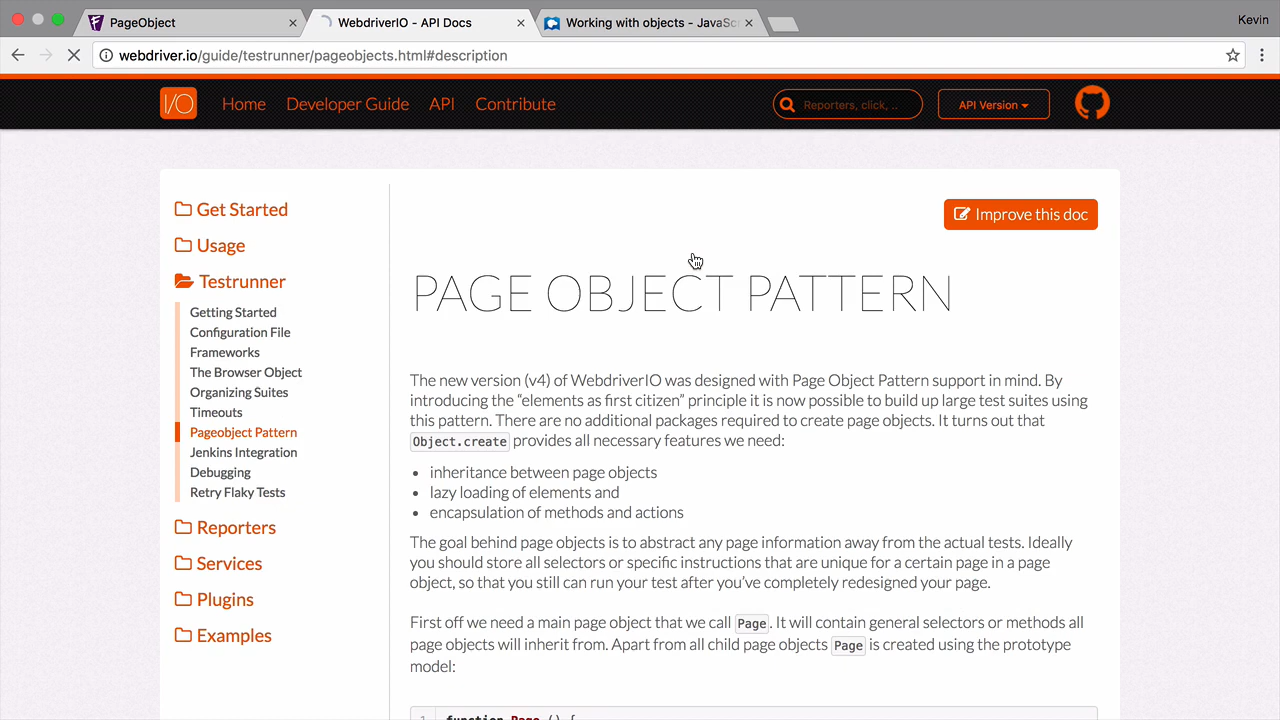 PageObject
WebdriverIO - API Docs
Working with objects - JavaSc
Kevin
webdriver.io/guide/testrunner/pageobjects.html#description
I/O
Home
Developer Guide
API
Contribute
Reporters, click, ..
API Version
Get Started
Usage
Testrunner
Getting Started
Configuration File
Frameworks
The Browser Object
Organizing Suites
Timeouts
Pageobject Pattern
Jenkins Integration
Debugging
Retry Flaky Tests
Reporters
Services
Plugins
Examples
Improve this doc
PAGE OBJECT PATTERN
The new version (v4) of WebdriverIO was designed with Page Object Pattern support in mind. By
introducing the “elements as first citizen” principle it is now possible to build up large test suites using
this pattern. There are no additional packages required to create page objects. It turns out that
Object.create provides all necessary features we need:
• inheritance between page objects
• lazy loading of elements and
• encapsulation of methods and actions
The goal behind page objects is to abstract any page information away from the actual tests. Ideally
you should store all selectors or specific instructions that are unique for a certain page in a page
object, so that you still can run your test after you’ve completely redesigned your page.
First off we need a main page object that we call Page. It will contain general selectors or methods all
page objects will inherit from. Apart from all child page objects Page is created using the prototype
model:
1 function Page () {